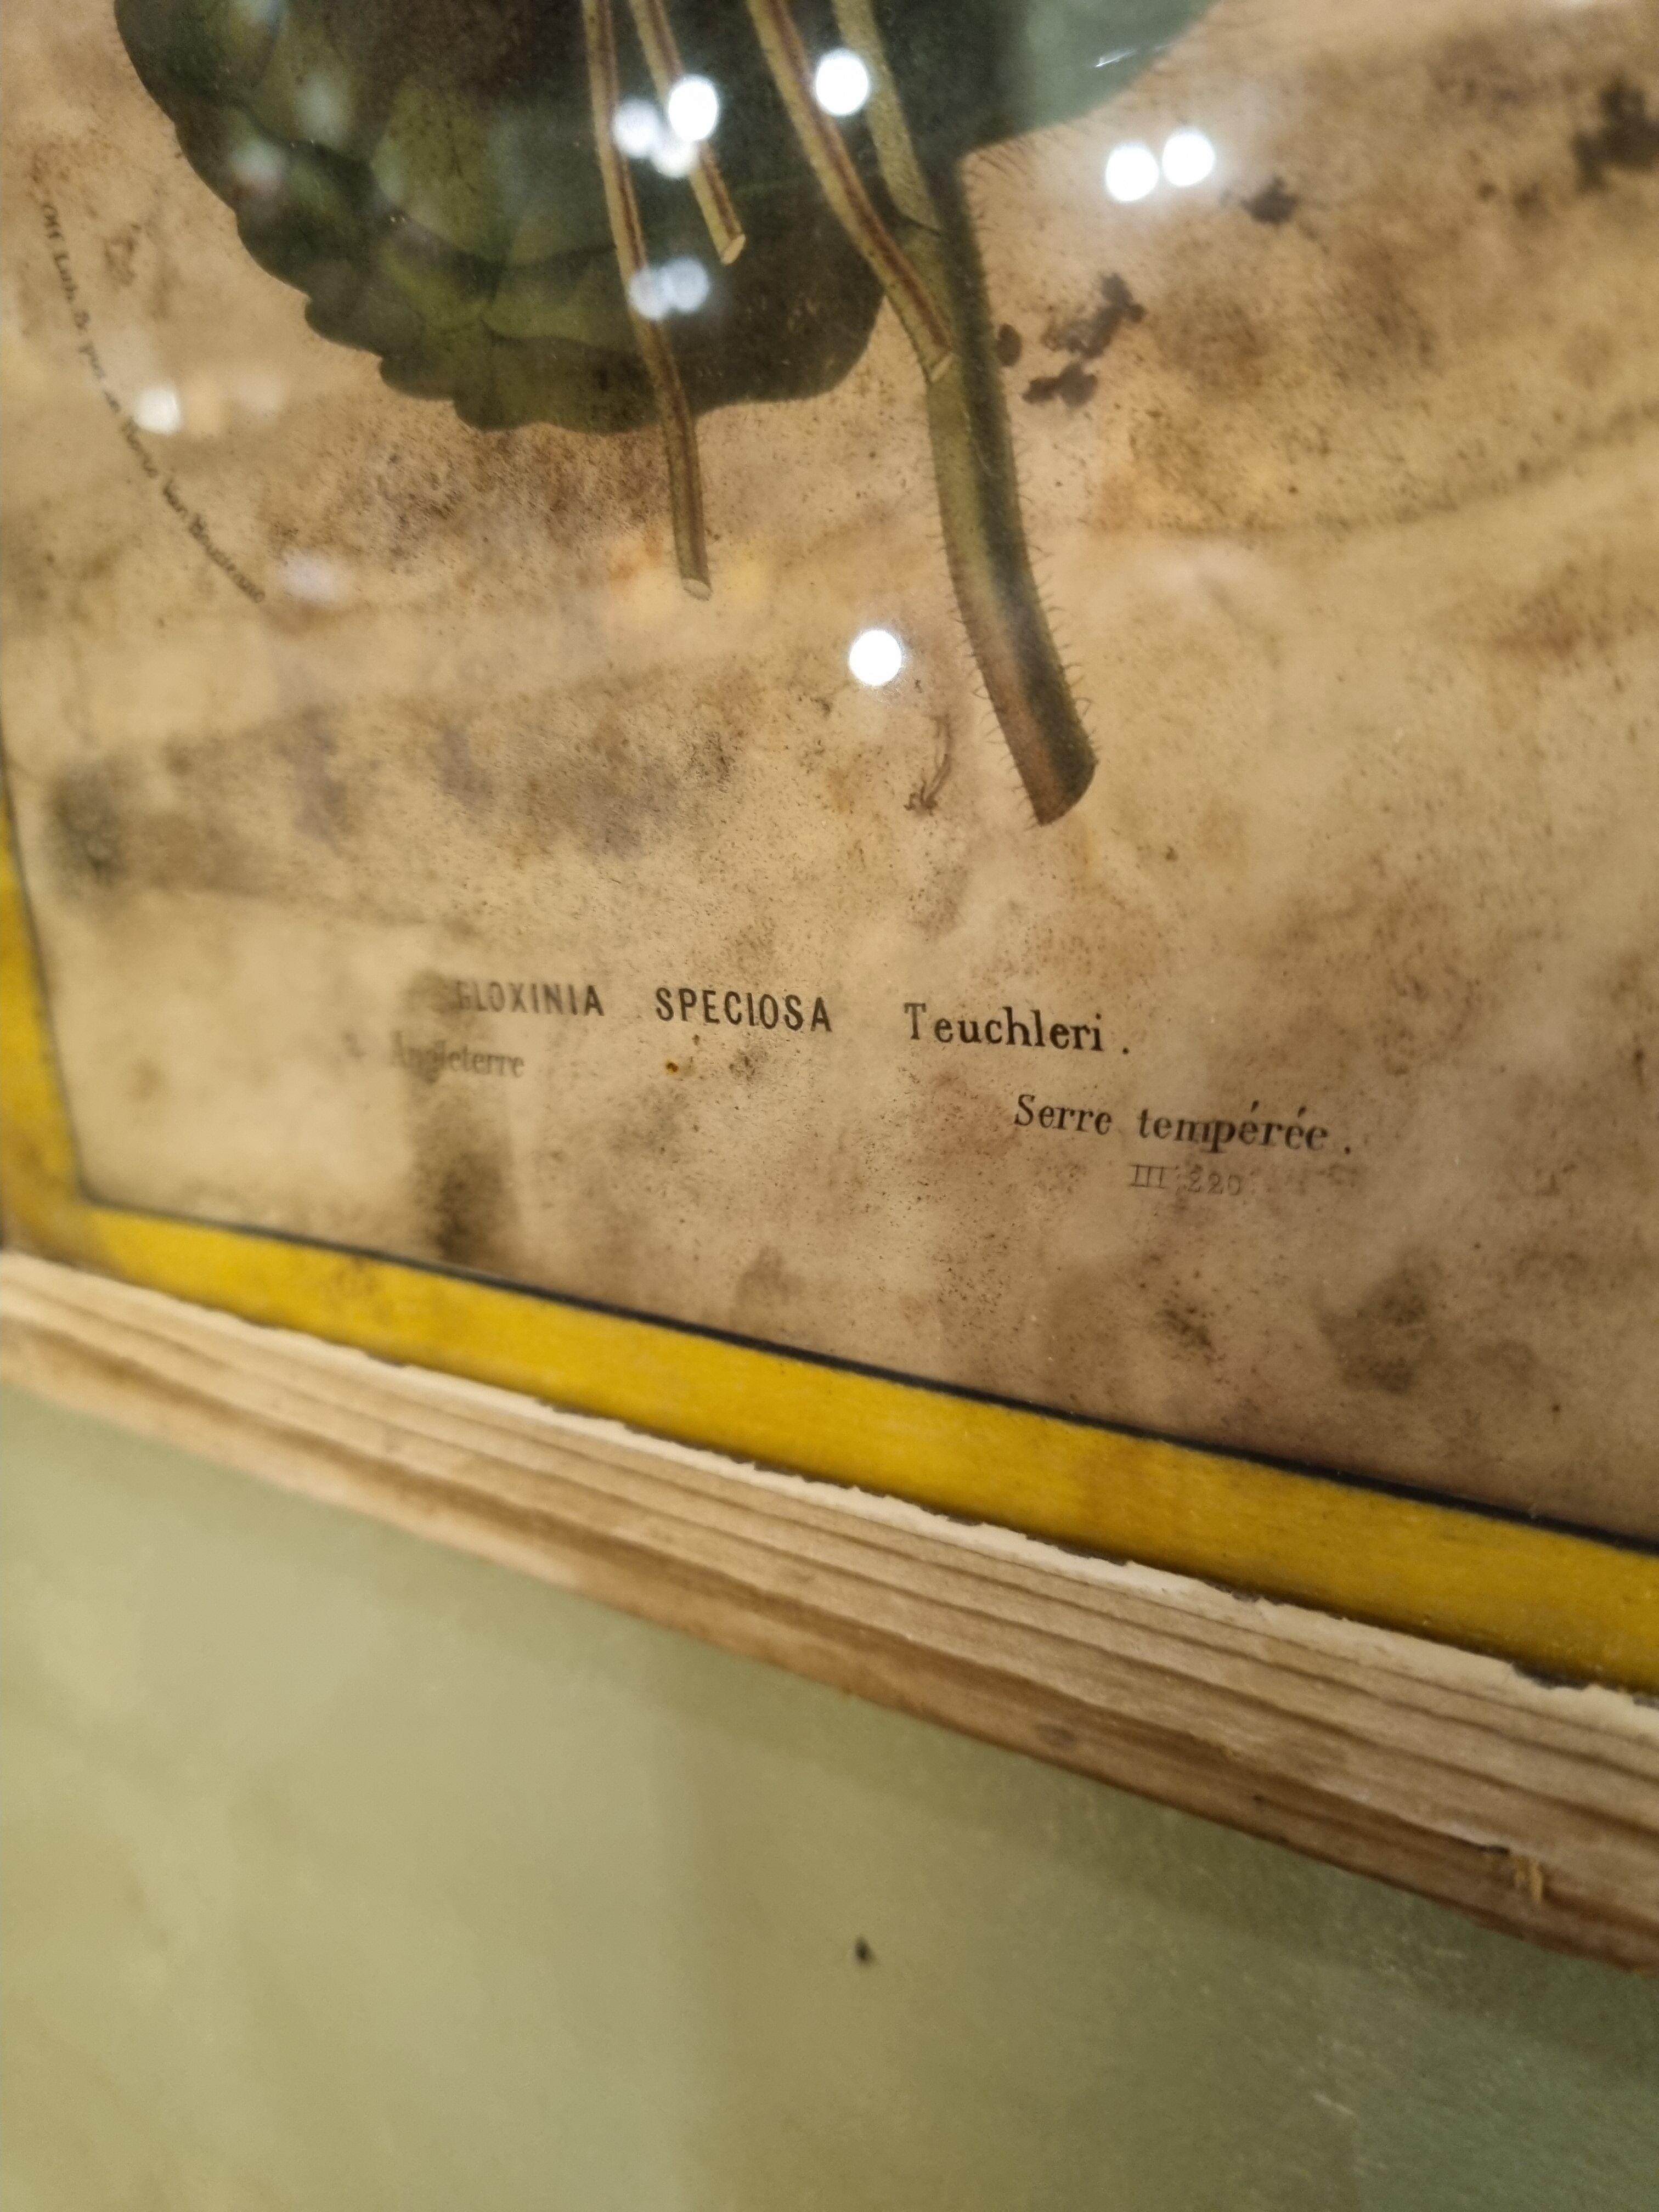 GLOXINIA SPECIOSA Teuchleri.
Angleterre
Serre tempérée.
III 220